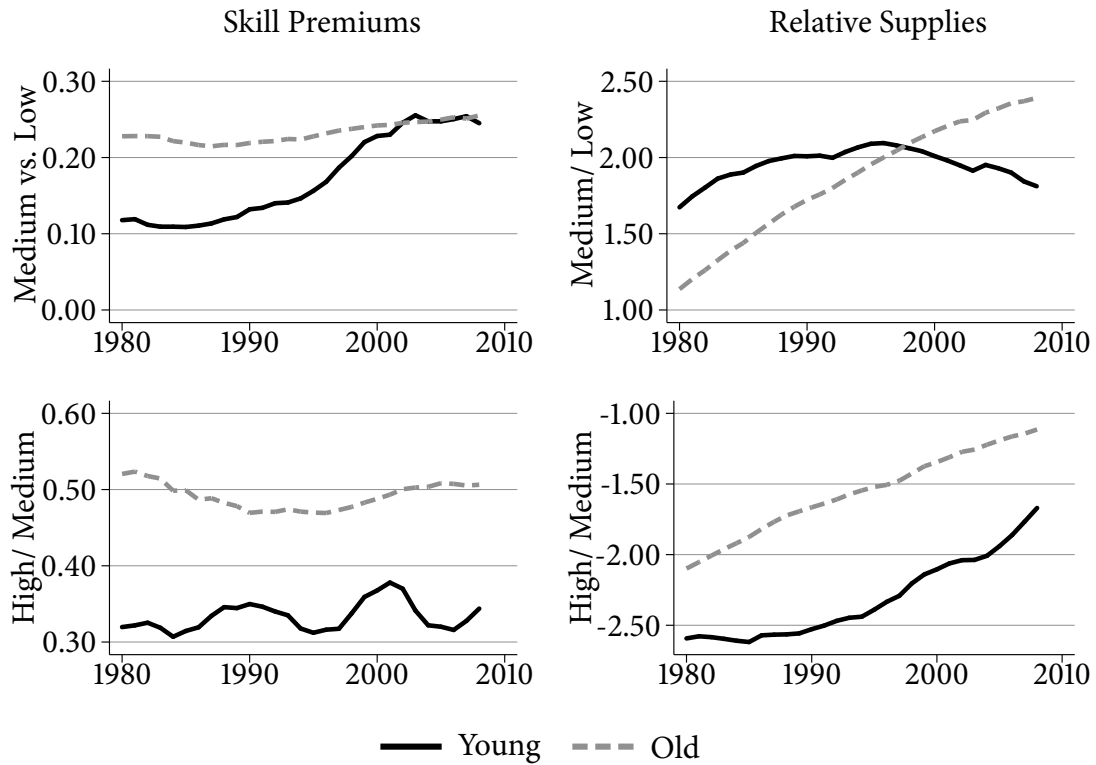 Skill Premiums
Relative Supplies
Medium vs. Low
0.30
0.20
0.10
0.00
1980 1990 2000 2010
Medium/ Low
2.50
2.00
1.50
1.00
1980 1990 2000 2010
High/ Medium
0.60
0.50
0.40
0.30
1980 1990 2000 2010
High/ Medium
-1.00
-1.50
-2.00
-2.50
1980 1990 2000 2010
Young Old